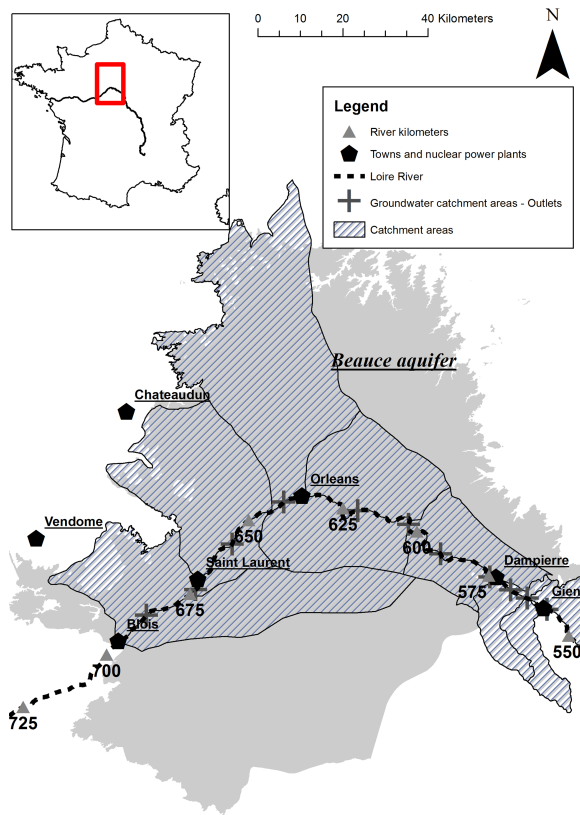 0 10 20 40 Kilometers
N
Legend
River kilometers
Towns and nuclear power plants
Loire River
Groundwater catchment areas - Outlets
Catchment areas
Beauce aquifer
Chateaudun
Orleans
Vendome
650
625
600
Saint Laurent
Dampierre
575
Gien
675
Blois
550
700
725